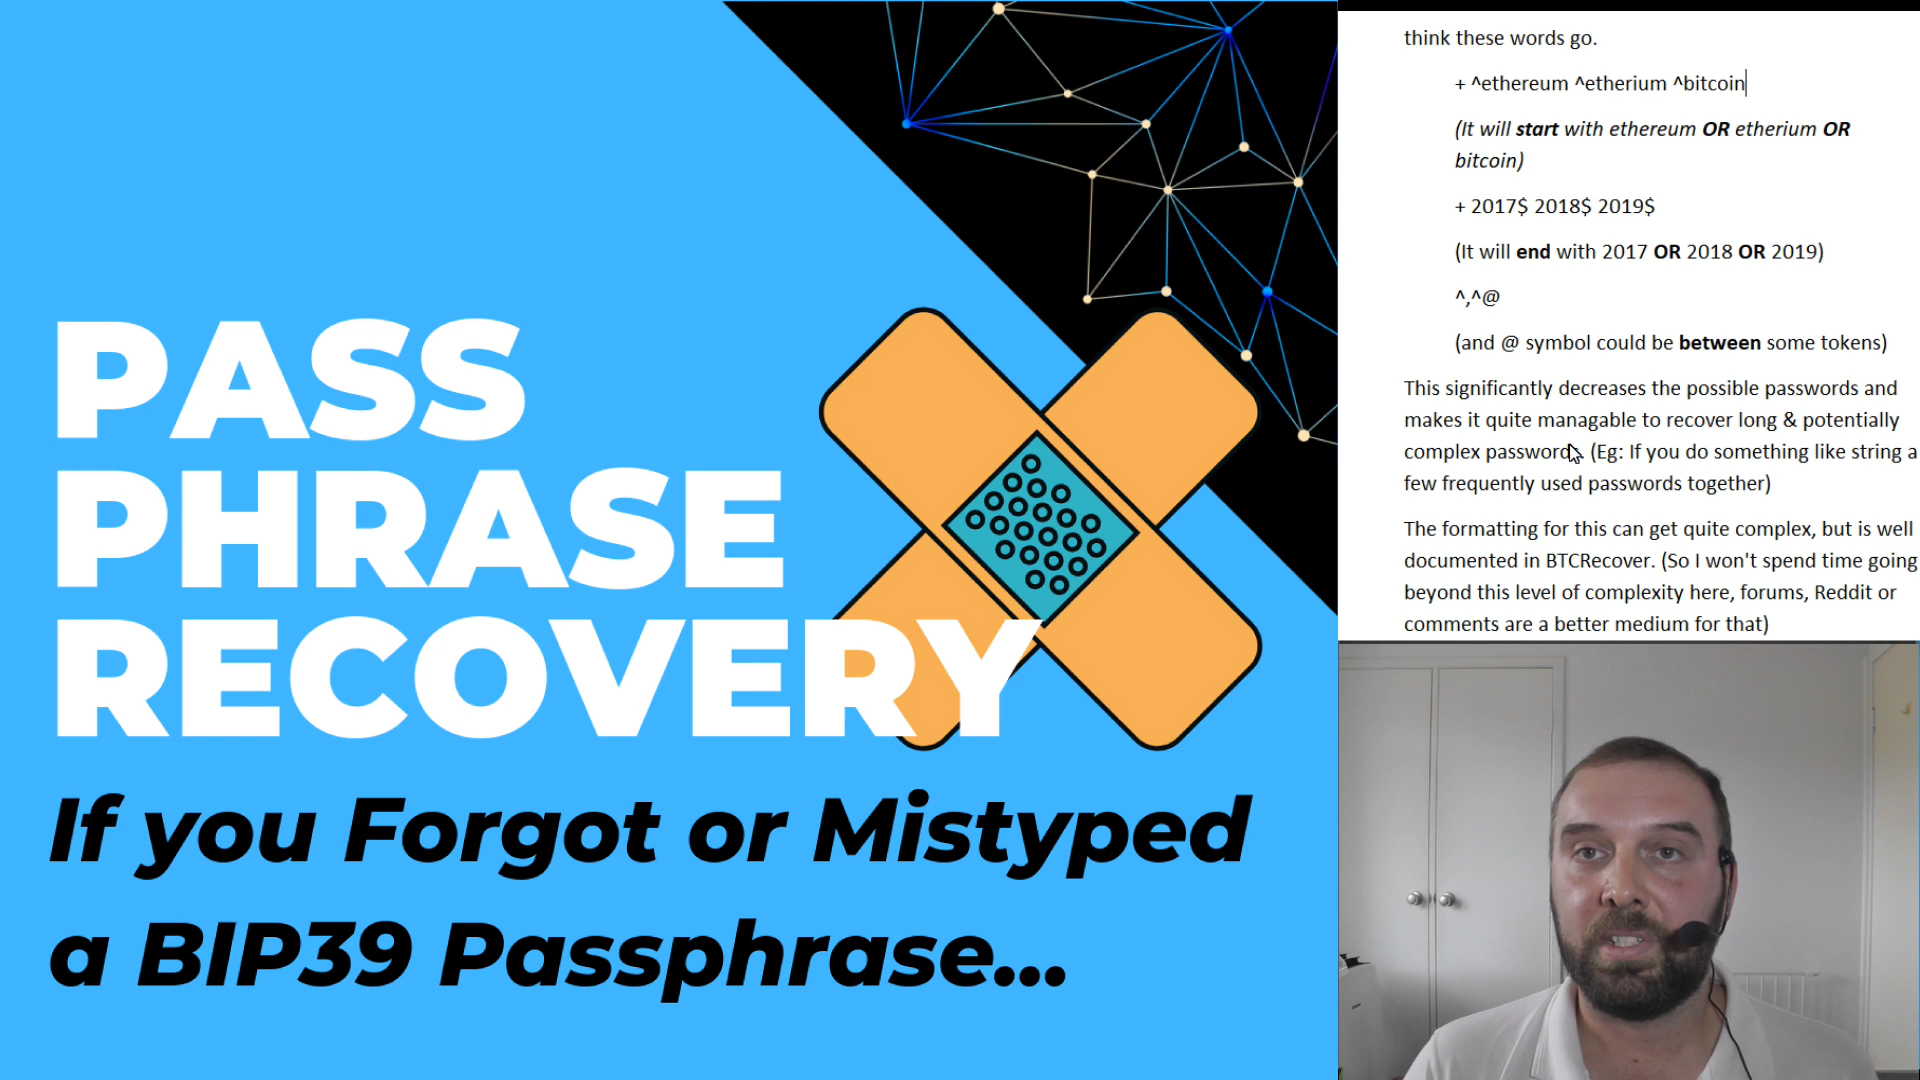 PASS
PHRASE
RECOVERY
If you Forgot or Mistyped
a BIP39 Passphrase...
think these words go.
+ ^ethereum ^etherium ^bitcoin
(It will start with ethereum OR etherium OR
bitcoin)
+ 2017$ 2018$ 2019$
(It will end with 2017 OR 2018 OR 2019)
^,^@
(and @ symbol could be between some tokens)
This significantly decreases the possible passwords and
makes it quite managable to recover long & potentially
complex passwords. (Eg: If you do something like string a
few frequently used passwords together)
The formatting for this can get quite complex, but is well
documented in BTCRecover. (So I won't spend time going
beyond this level of complexity here, forums, Reddit or
comments are a better medium for that)